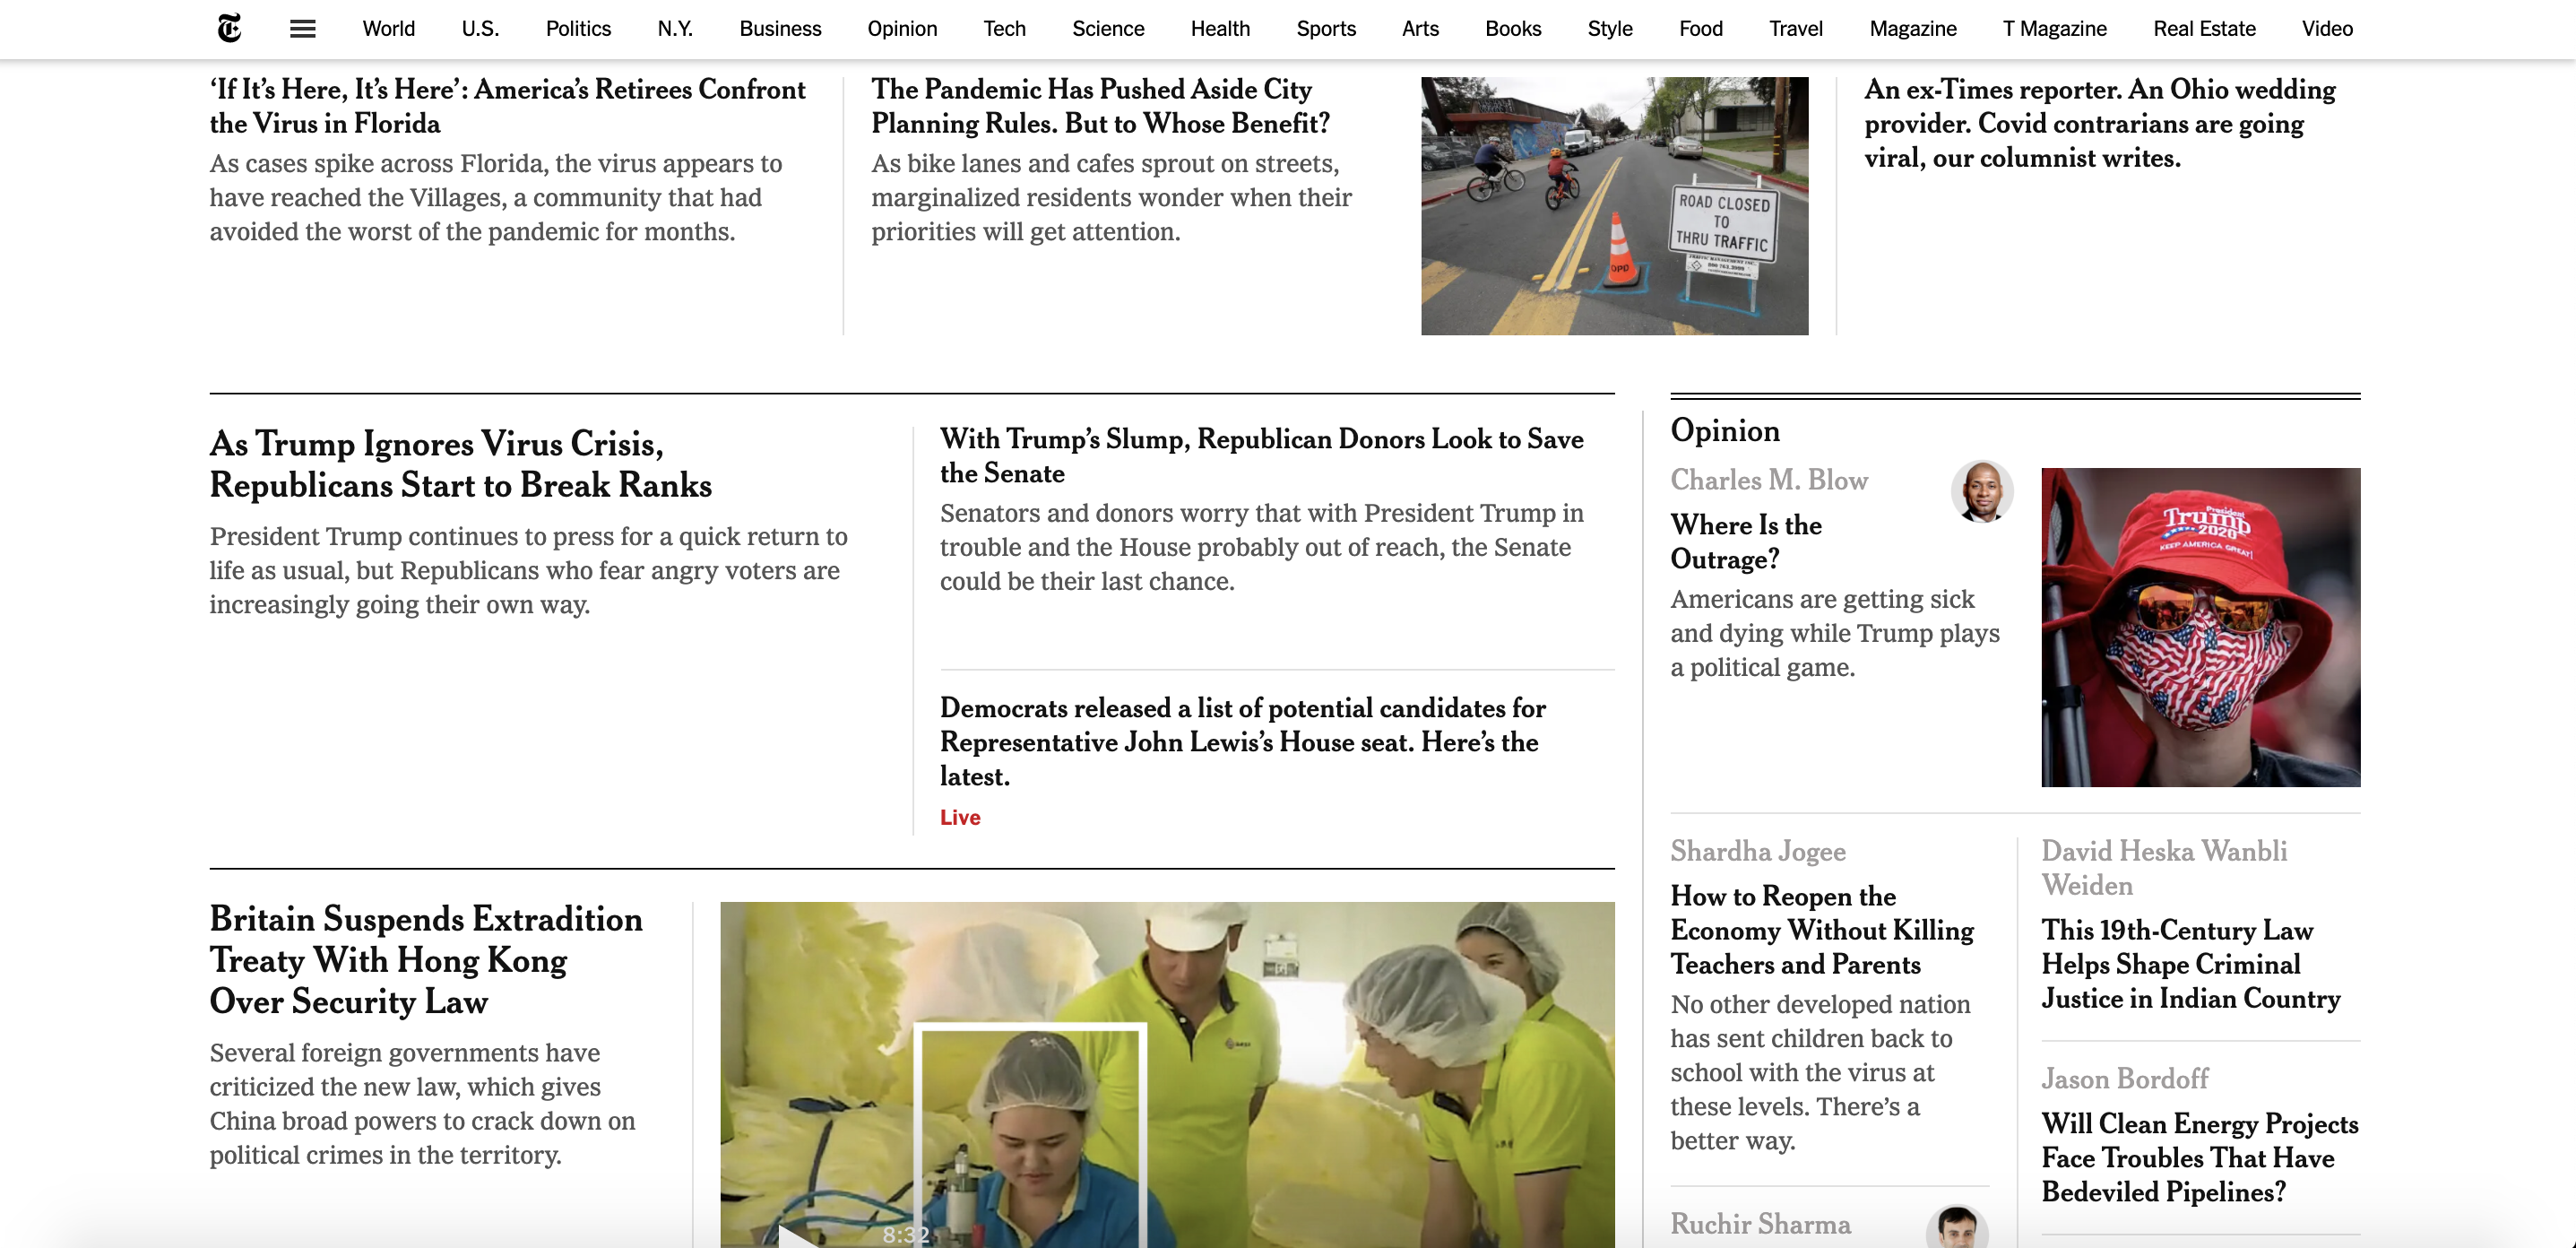 World U.S. Politics N.Y. Business Opinion Tech Science Health Sports Arts Books Style Food Travel Magazine T Magazine Real Estate Video
‘If It’s Here, It’s Here’: America’s Retirees Confront
the Virus in Florida
As cases spike across Florida, the virus appears to
have reached the Villages, a community that had
avoided the worst of the pandemic for months.
The Pandemic Has Pushed Aside City
Planning Rules. But to Whose Benefit?
As bike lanes and cafes sprout on streets,
marginalized residents wonder when their
priorities will get attention.
ROAD CLOSED
TO
THRU TRAFFIC
OPD
An ex-Times reporter. An Ohio wedding
provider. Covid contrarians are going
viral, our columnist writes.
As Trump Ignores Virus Crisis,
Republicans Start to Break Ranks
President Trump continues to press for a quick return to
life as usual, but Republicans who fear angry voters are
increasingly going their own way.
With Trump’s Slump, Republican Donors Look to Save
the Senate
Senators and donors worry that with President Trump in
trouble and the House probably out of reach, the Senate
could be their last chance.
Democrats released a list of potential candidates for
Representative John Lewis’s House seat. Here’s the
latest.
Live
Britain Suspends Extradition
Treaty With Hong Kong
Over Security Law
Several foreign governments have
criticized the new law, which gives
China broad powers to crack down on
political crimes in the territory.
8:32
Opinion
Charles M. Blow
Where Is the
Outrage?
Americans are getting sick
and dying while Trump plays
a political game.
President
Trump
2020
KEEP AMERICA GREAT!
Shardha Jogee
How to Reopen the
Economy Without Killing
Teachers and Parents
No other developed nation
has sent children back to
school with the virus at
these levels. There’s a
better way.
Ruchir Sharma
David Heska Wanbli
Weiden
This 19th-Century Law
Helps Shape Criminal
Justice in Indian Country
Jason Bordoff
Will Clean Energy Projects
Face Troubles That Have
Bedeviled Pipelines?